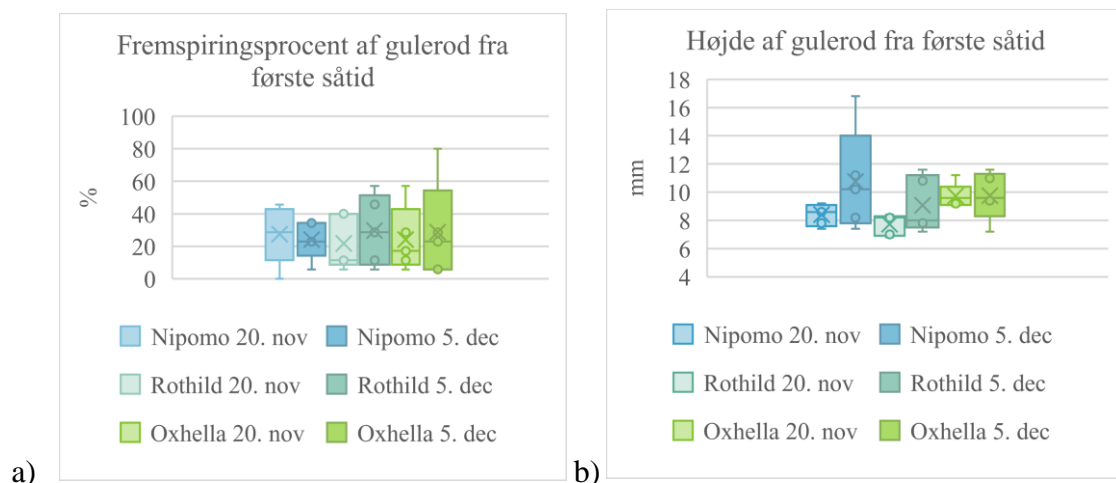 Fremspiringsprocent af gulerod fra
første såtid
100
80
60
40
20
0
%
Nipomo 20. nov
Nipomo 5. dec
Rothild 20. nov
Rothild 5. dec
Oxhella 20. nov
Oxhella 5. dec
a)
Højde af gulerod fra første såtid
18
16
14
12
10
8
6
4
mm
Nipomo 20. nov
Nipomo 5. dec
Rothild 20. nov
Rothild 5. dec
Oxhella 20. nov
Oxhella 5. dec
b)